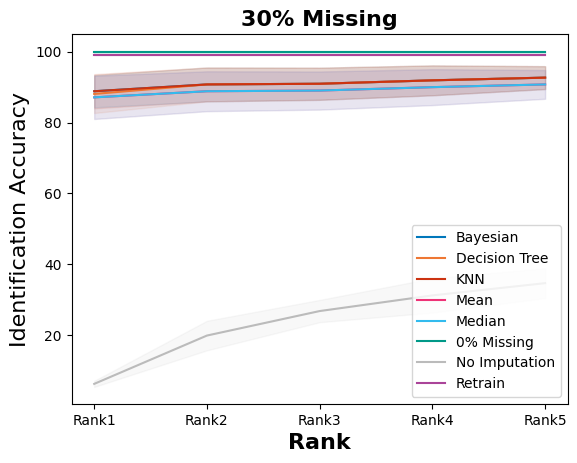 30% Missing
Identification Accuracy
100
80
60
40
20
Bayesian
Decision Tree
KNN
Mean
Median
0% Missing
No Imputation
Retrain
Rank1 Rank2 Rank3 Rank4 Rank5
Rank